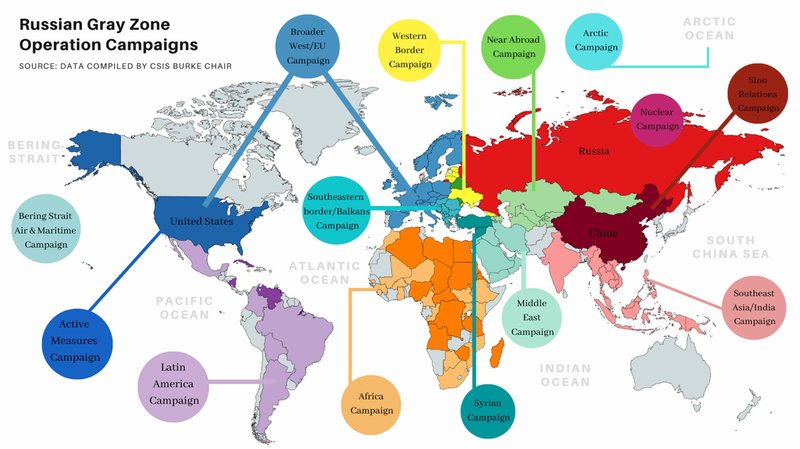 Russian Gray Zone
Operation Campaigns
SOURCE: DATA COMPILED BY CSIS BURKE CHAIR
Broader
West/EU
Campaign
Western
Border
Campaign
Near Abroad
Campaign
Arctic
Campaign
ARCTIC
OCEAN
Sino
Relations
Campaign
Nuclear
Campaign
Russia
BERING
STRAIT
Bering Strait
Air & Maritime
Campaign
United States
Southeastern
border/Balkans
Campaign
China
SOUTH
CHINA SEA
ATLANTIC
OCEAN
PACIFIC
OCEAN
Active
Measures
Campaign
Middle
East
Campaign
Southeast
Asia/India
Campaign
Latin
America
Campaign
Africa
Campaign
Syrian
Campaign
INDIAN
OCEAN